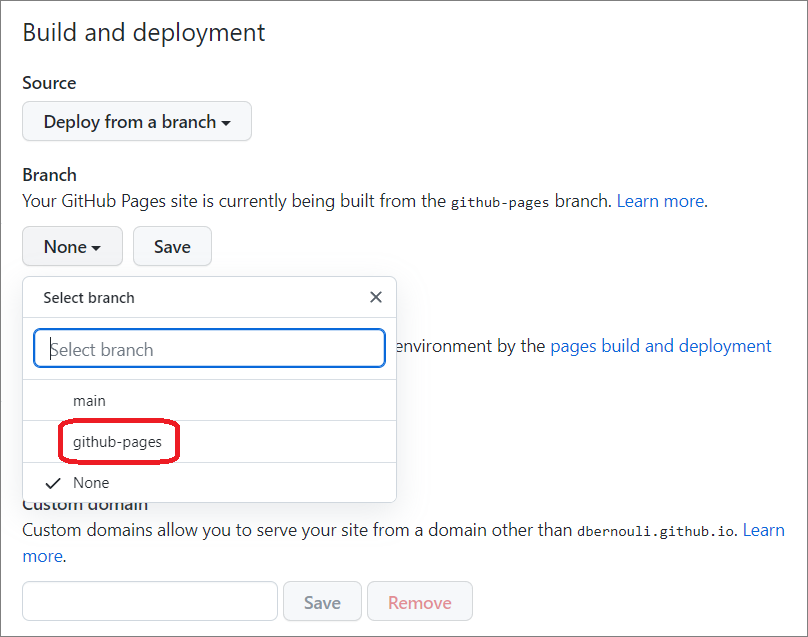 Build and deployment
Source
Deploy from a branch
Branch
Your GitHub Pages site is currently being built from the github-pages branch. Learn more.
None
Save
Select branch
Select branch
environment by the pages build and deployment
main
github-pages
None
Custom domain
Custom domains allow you to serve your site from a domain other than dbernouli.github.io. Learn
more.
Save
Remove